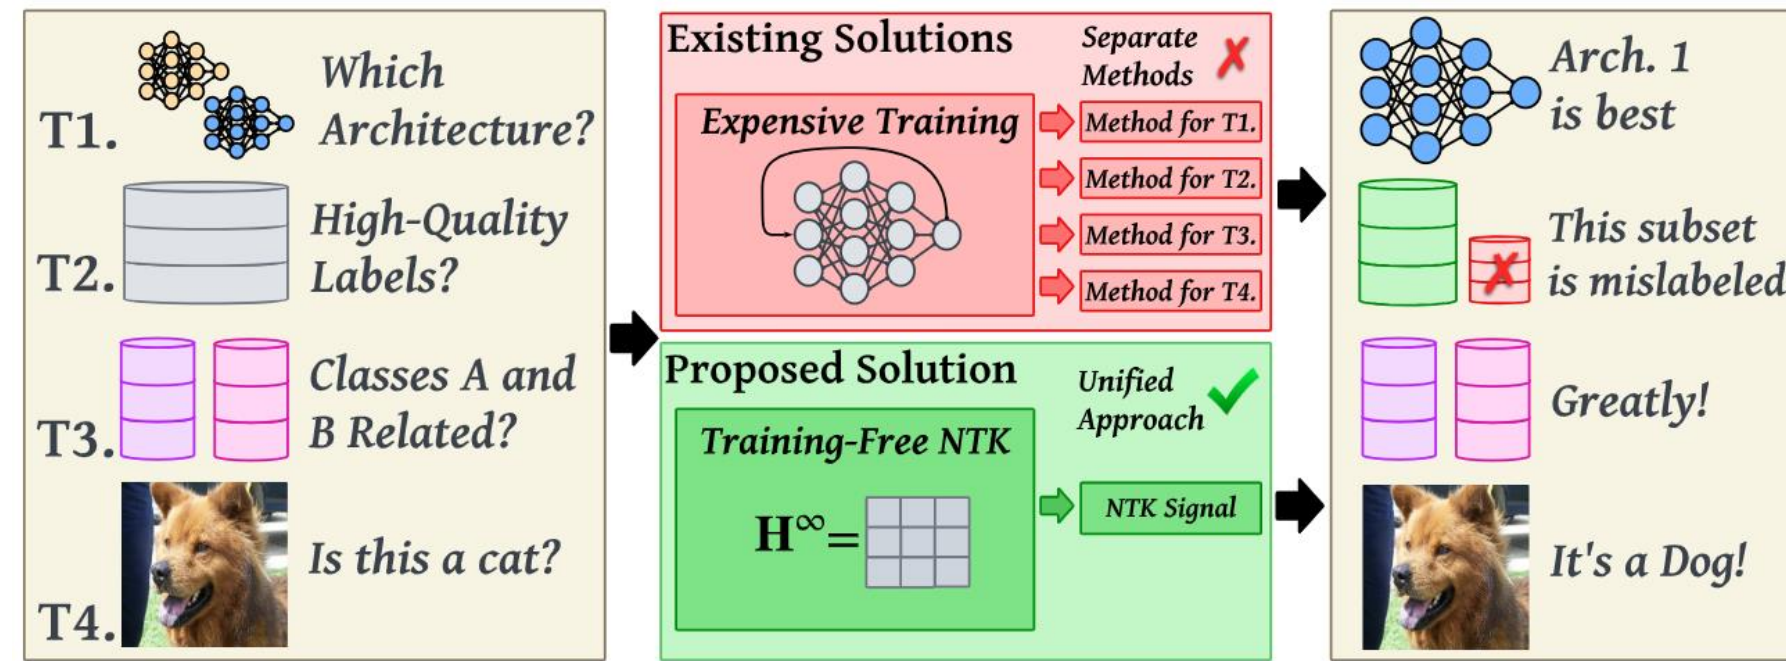 T1.
Which
Architecture?
T2.
High-Quality
Labels?
T3.
Classes A and
B Related?
T4.
Is this a cat?
Existing Solutions
Separate
Methods
Expensive Training
Method for T1.
Method for T2.
Method for T3.
Method for T4.
Proposed Solution
Unified
Approach
Training-Free NTK
H∞=
NTK Signal
Arch. 1
is best
This subset
is mislabeled
Greatly!
It's a Dog!